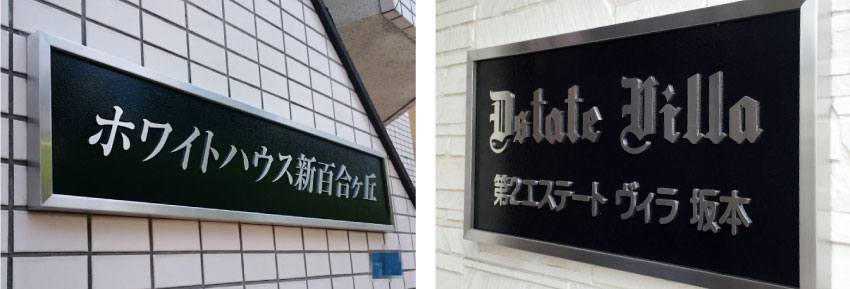 ホワイトハウス新百合ヶ丘
Dstate Villa
第2エステート ヴィラ 坂本